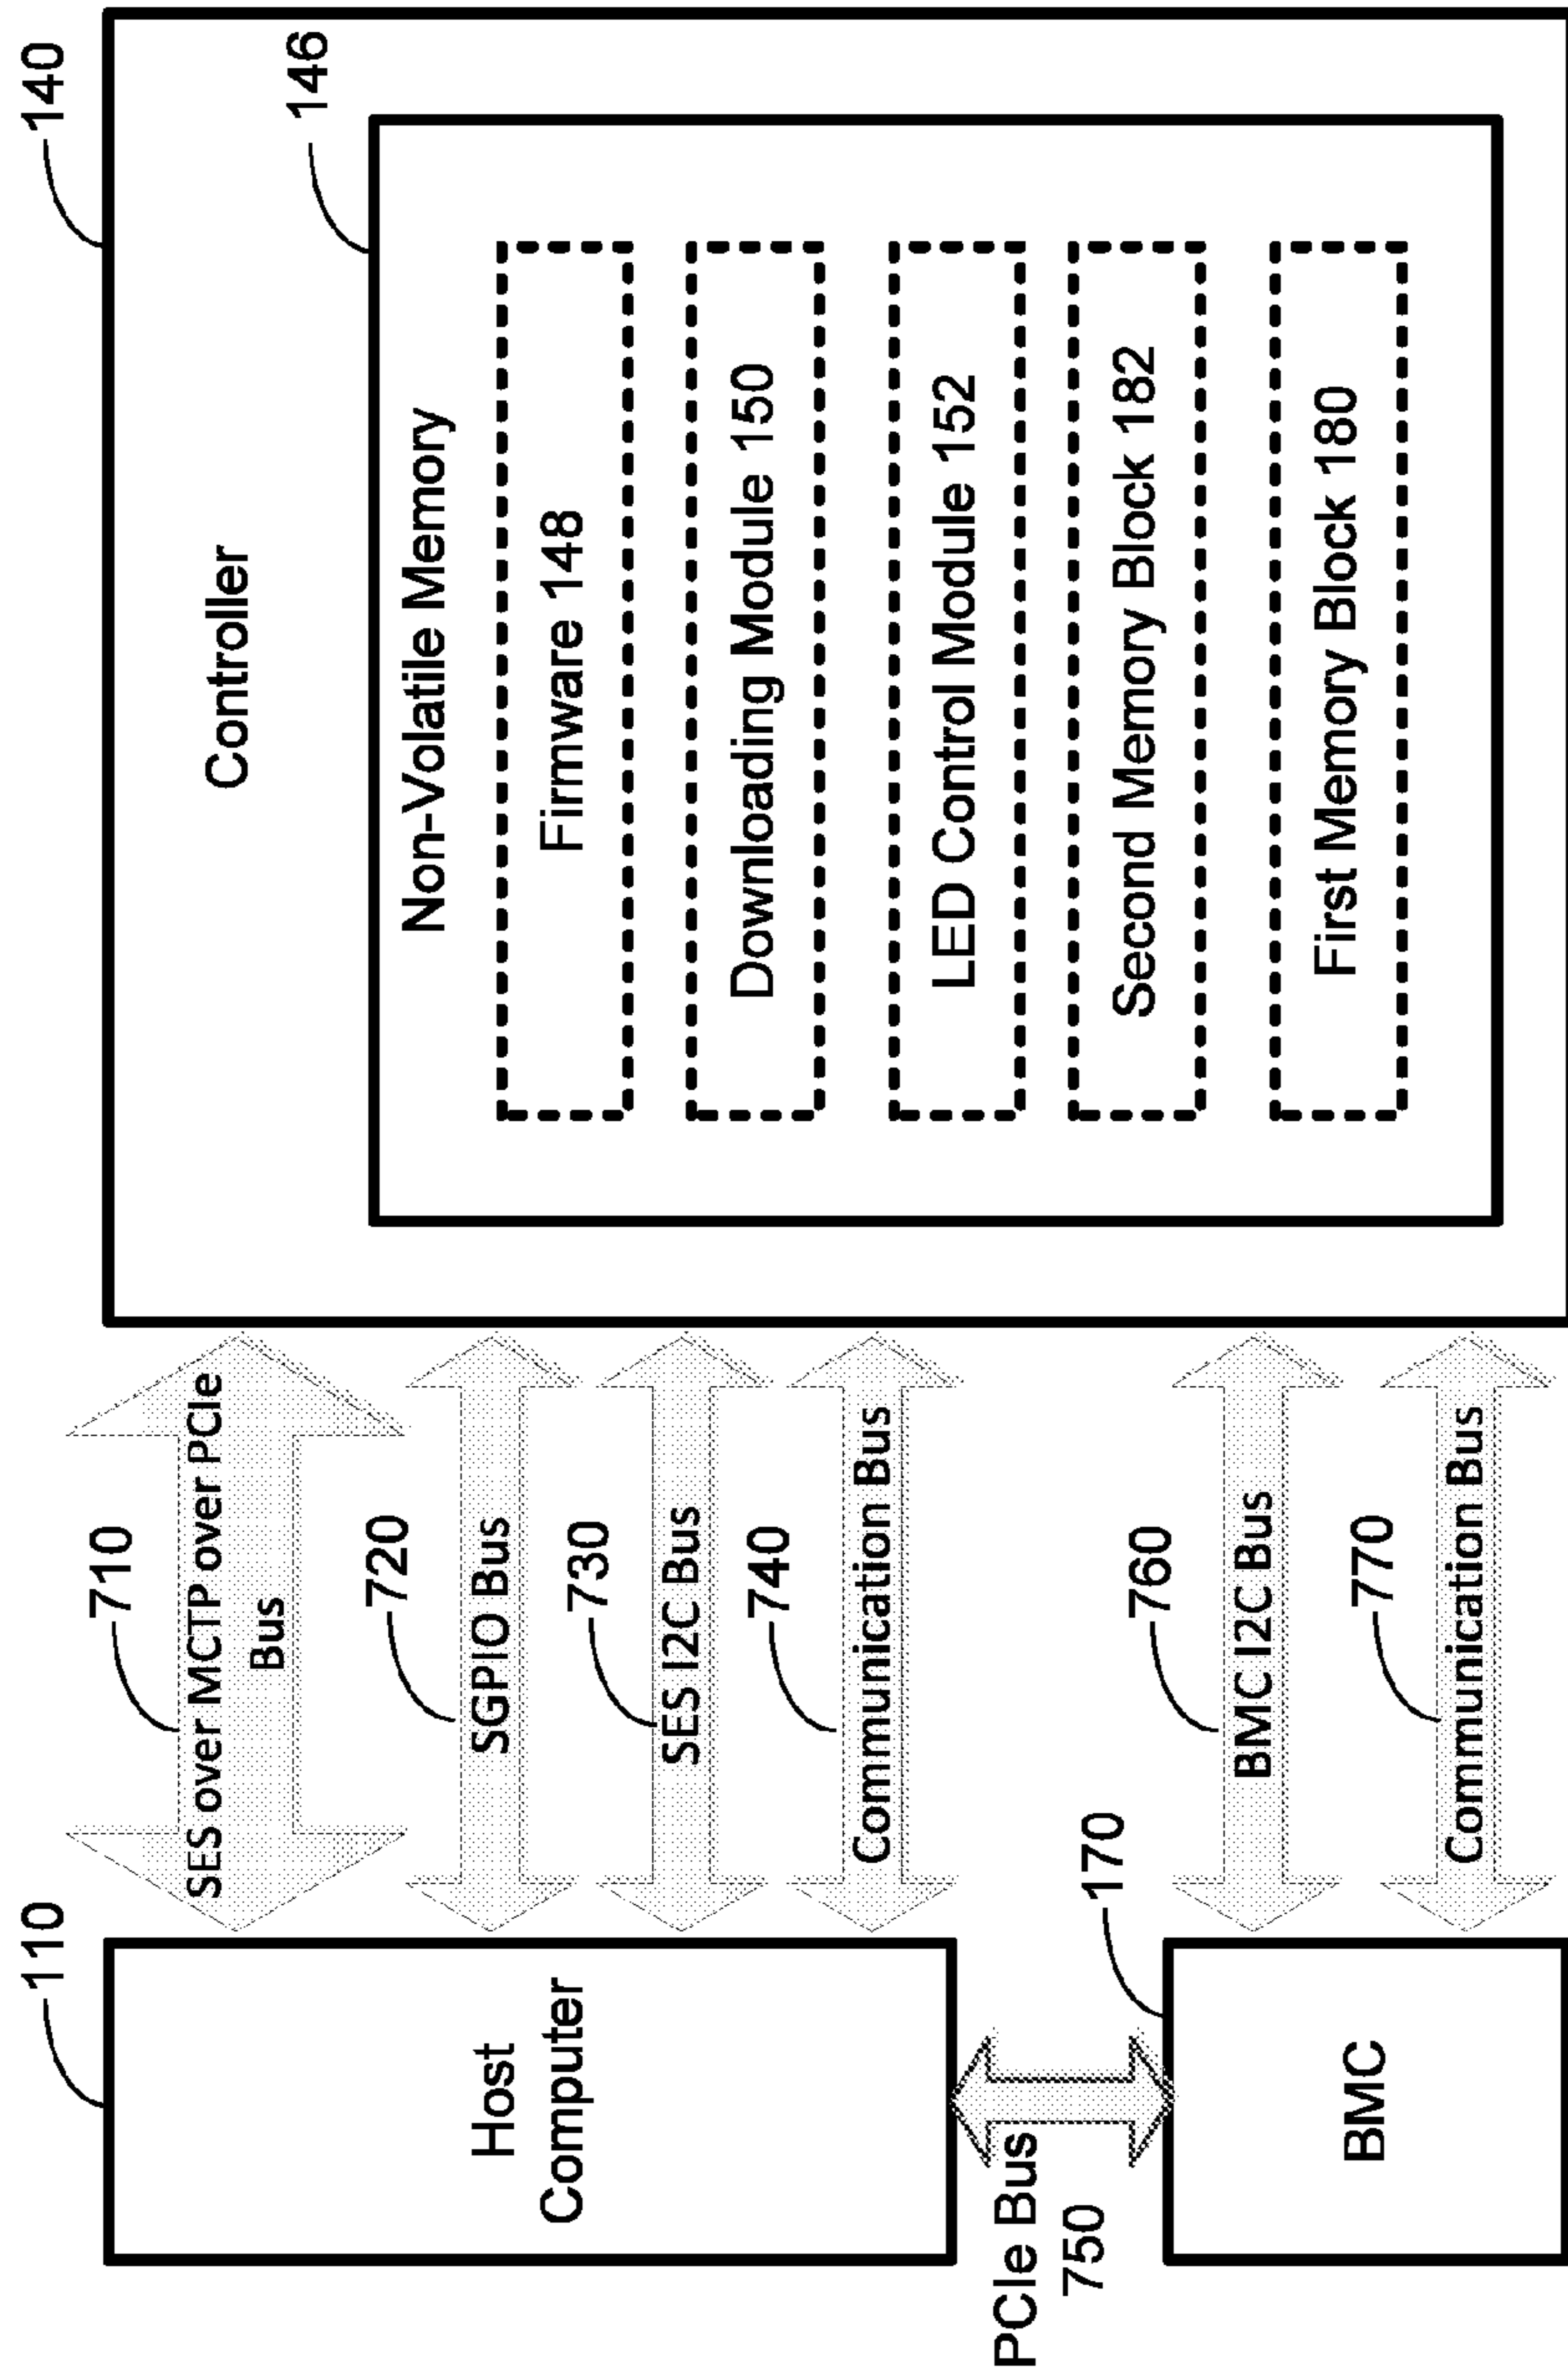 110
Host
Computer
PCIe Bus
750
170
BMC
710
SES over MCTP over PCIe
Bus
720
SGPIO Bus
730
SES I2C Bus
740
Communication Bus
760
BMC I2C Bus
770
Communication Bus
140
Controller
146
Non-Volatile Memory
Firmware 148
Downloading Module 150
LED Control Module 152
Second Memory Block 182
First Memory Block 180